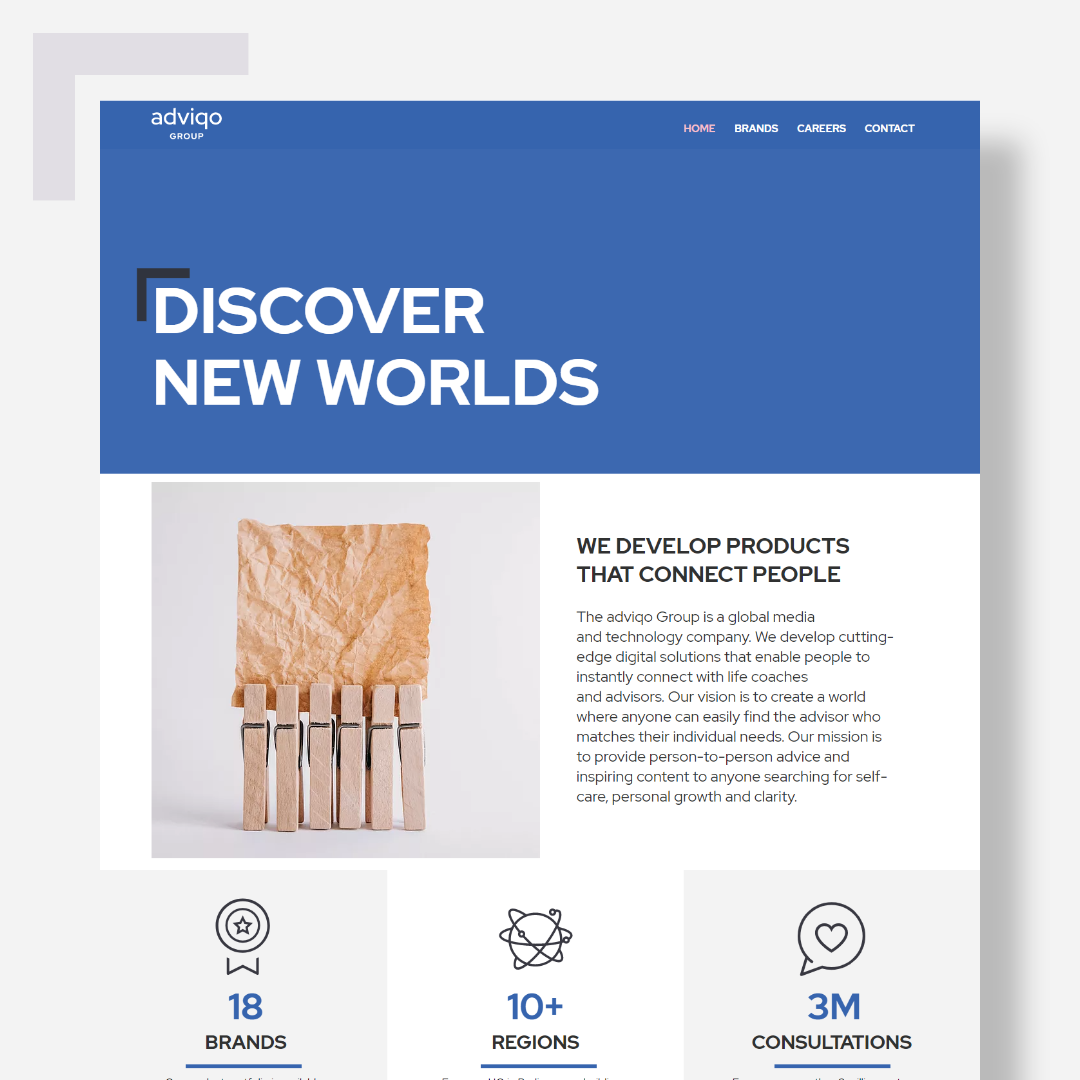 adviqo
GROUP
HOME BRANDS CAREERS CONTACT
DISCOVER
NEW WORLDS
WE DEVELOP PRODUCTS
THAT CONNECT PEOPLE
The adviqo Group is a global media
and technology company. We develop cutting-
edge digital solutions that enable people to
instantly connect with life coaches
and advisors. Our vision is to create a world
where anyone can easily find the advisor who
matches their individual needs. Our mission is
to provide person-to-person advice and
inspiring content to anyone searching for self-
care, personal growth and clarity.
18
BRANDS
10+
REGIONS
3M
CONSULTATIONS